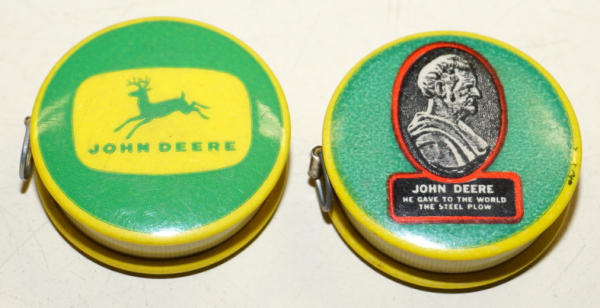 JOHN DEERE
JOHN DEERE
HE GAVE TO THE WORLD
THE STEEL PLOW